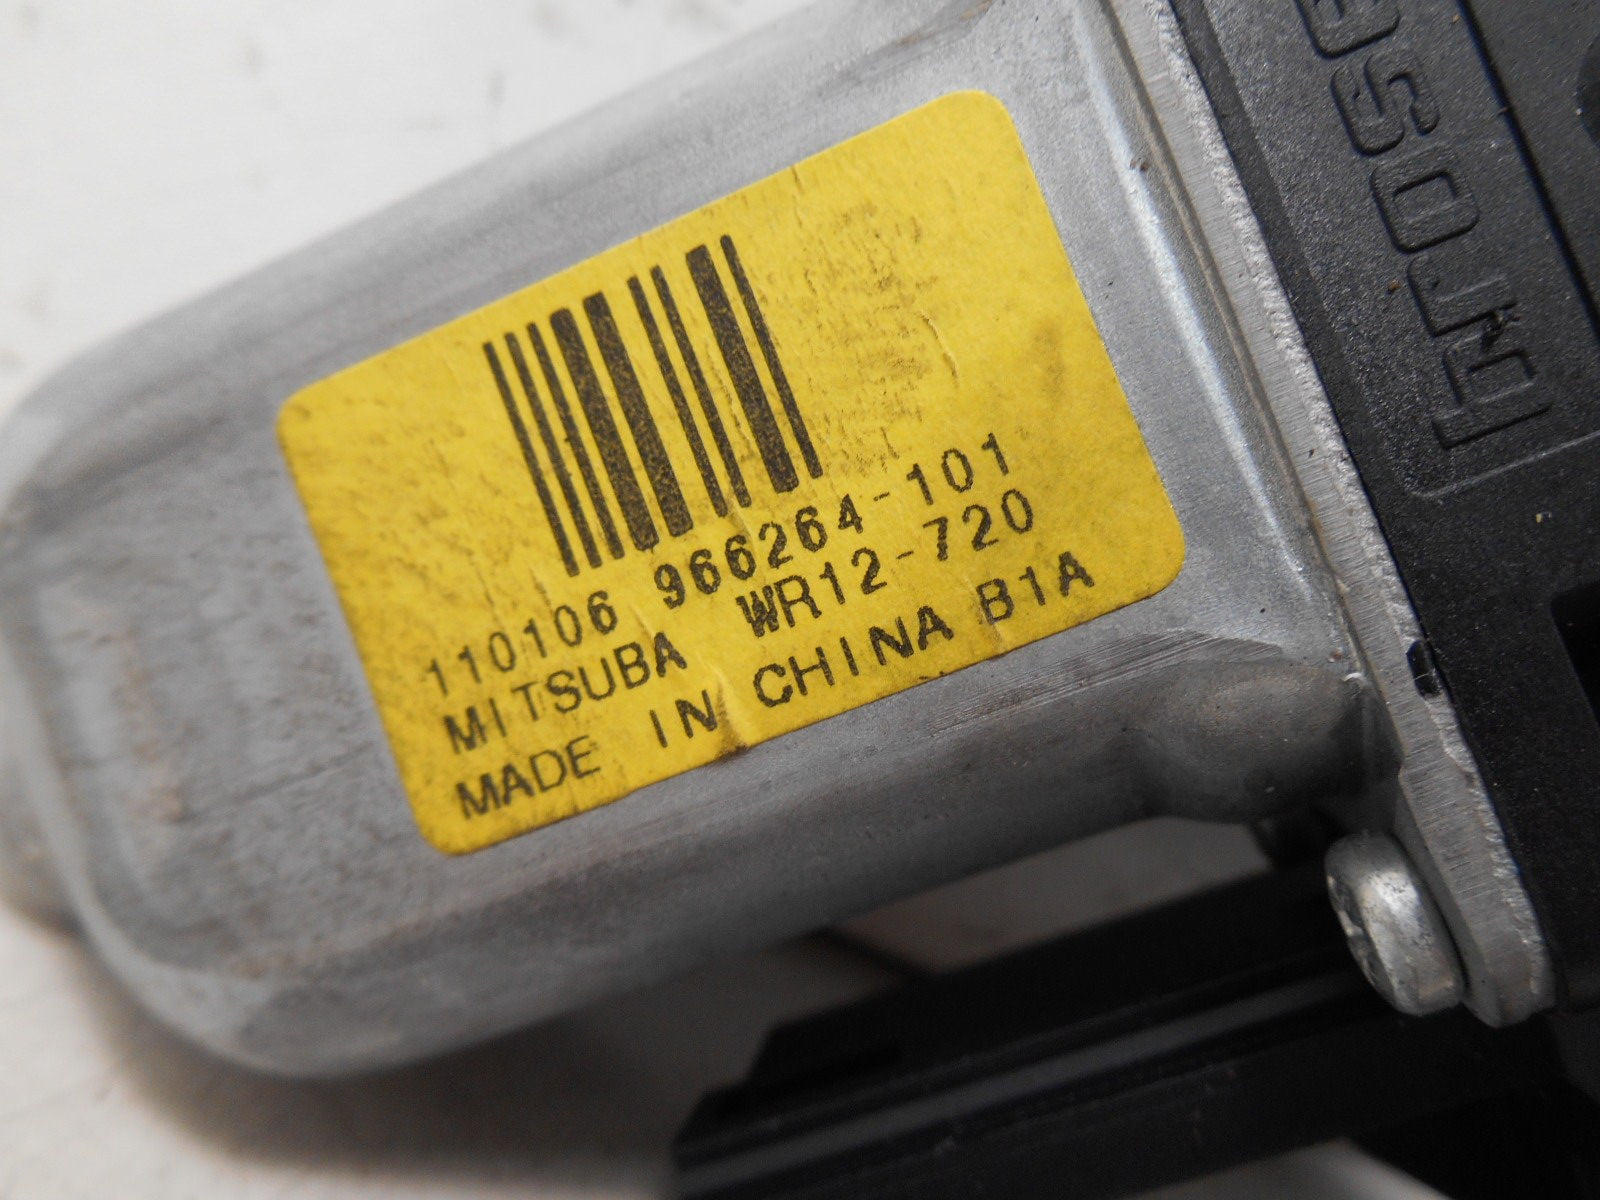 110106 966264-101
MITSUBA WR12-720
MADE IN CHINA B1A